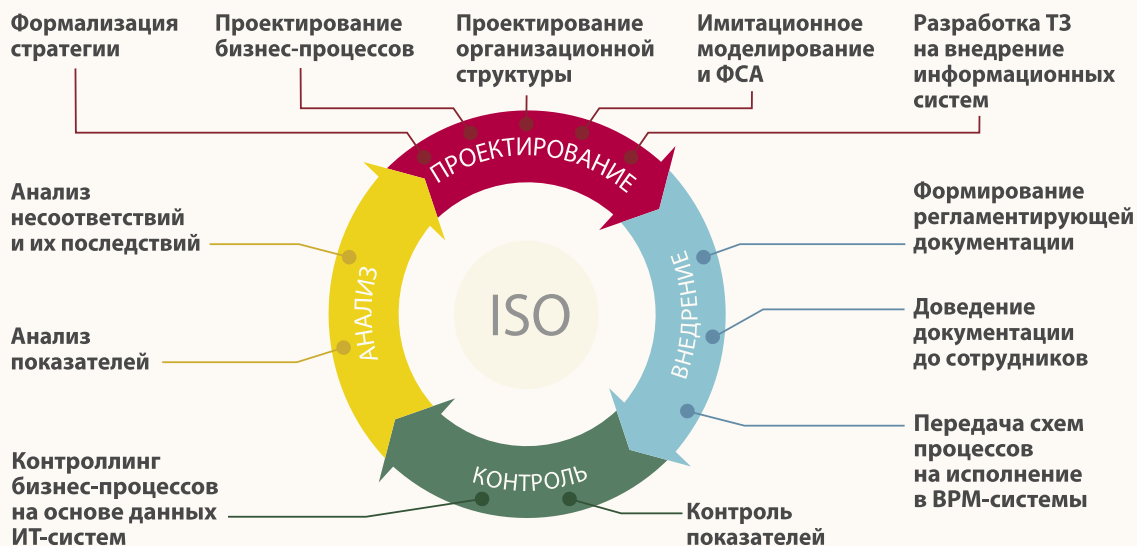 Формализация
стратегии
Проектирование
бизнес-процессов
Проектирование
организационной
структуры
Имитационное
моделирование
и ФСА
Разработка ТЗ
на внедрение
информационных
систем
ПРОЕКТИРОВАНИЕ
Анализ
несоответствий
и их последствий
Формирование
регламентирующей
документации
АНАЛИЗ
ISO
ВНЕДРЕНИЕ
Анализ
показателей
Доведение
документации
до сотрудников
Передача схем
процессов
на исполнение
в BPM-системы
КОНТРОЛЬ
Контроллинг
бизнес-процессов
на основе данных
ИТ-систем
Контроль
показателей